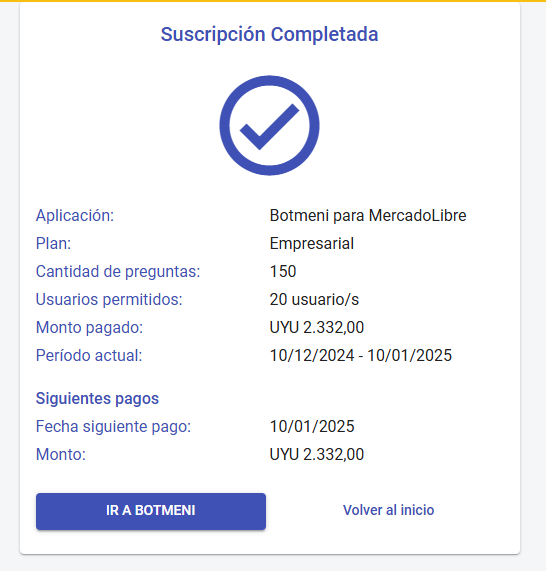 Suscripción Completada
Aplicación: Botmeni para MercadoLibre
Plan: Empresarial
Cantidad de preguntas: 150
Usuarios permitidos: 20 usuario/s
Monto pagado: UYU 2.332,00
Período actual: 10/12/2024 - 10/01/2025
Siguientes pagos
Fecha siguiente pago: 10/01/2025
Monto: UYU 2.332,00
IR A BOTMENI Volver al inicio